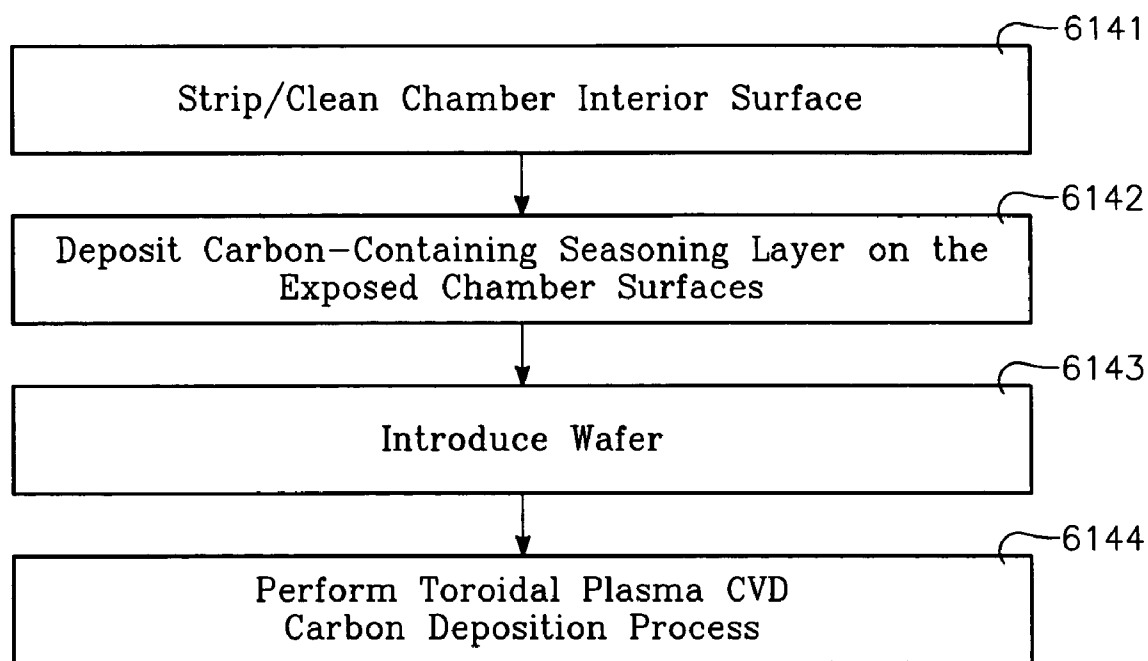 6141
Strip/Clean Chamber Interior Surface
6142
Deposit Carbon-Containing Seasoning Layer on the
Exposed Chamber Surfaces
6143
Introduce Wafer
6144
Perform Toroidal Plasma CVD
Carbon Deposition Process